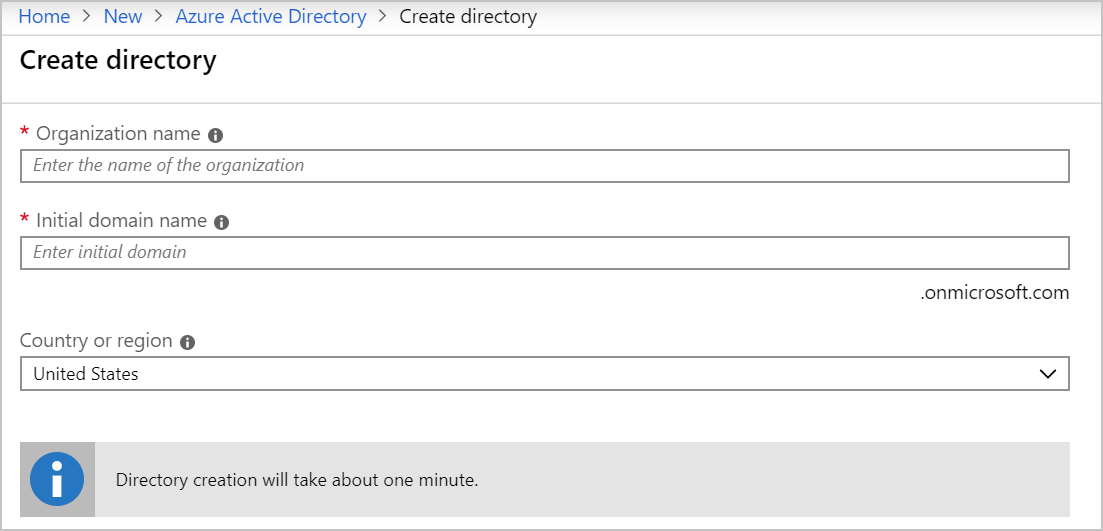 Home > New > Azure Active Directory > Create directory
Create directory
* Organization name
Enter the name of the organization
* Initial domain name
Enter initial domain
.onmicrosoft.com
Country or region
United States
Directory creation will take about one minute.